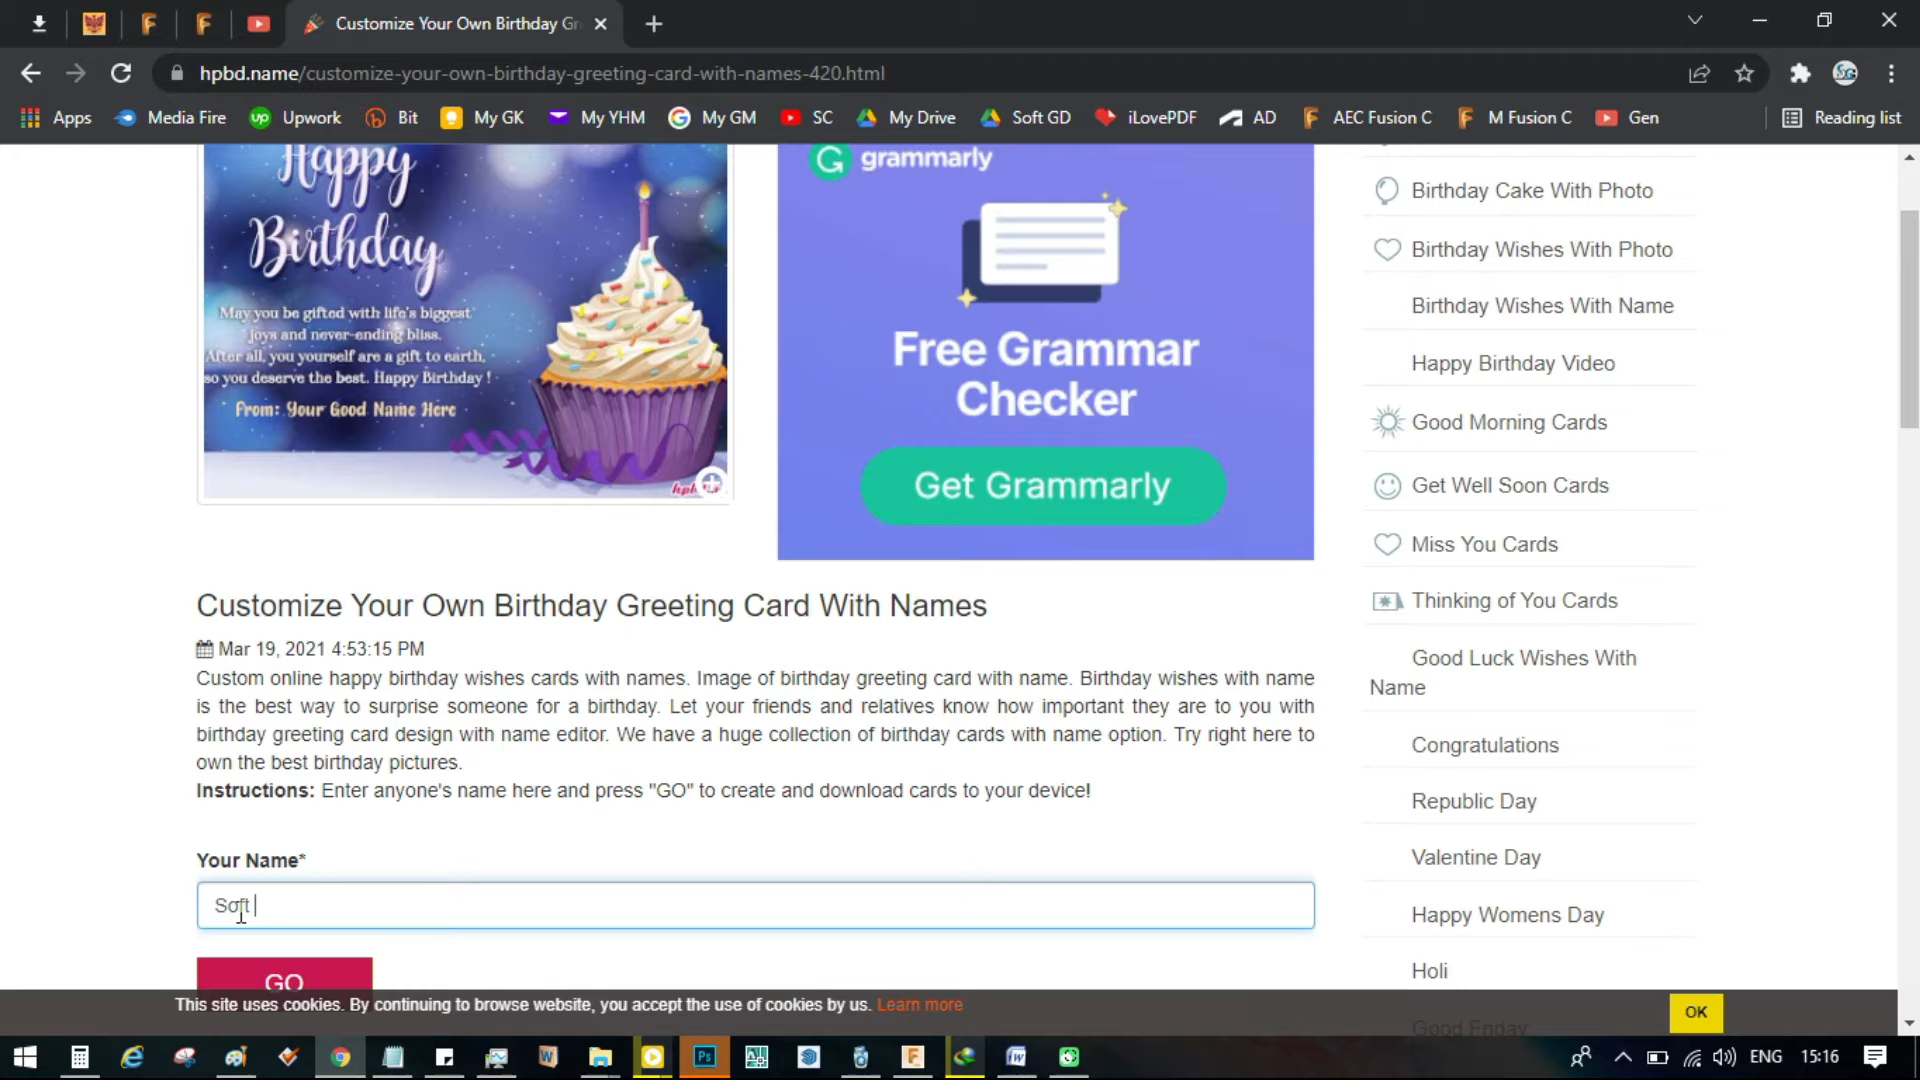 Customize Your Own Birthday Gr
hpbd.name/customize-your-own-birthday-greeting-card-with-names-420.html
Apps
Media Fire
Upwork
Bit
My GK
My YHM
My GM
SC
My Drive
Soft GD
iLovePDF
AD
AEC Fusion C
M Fusion C
Gen
Reading list
Happy
Birthday
May you be gifted with life's biggest
joys and never-ending bliss.
After all, you yourself are a gift to earth,
so you deserve the best. Happy Birthday !
From: Your Good Name Here
grammarly
Free Grammar
Checker
Get Grammarly
Birthday Cake With Photo
Birthday Wishes With Photo
Birthday Wishes With Name
Happy Birthday Video
Good Morning Cards
Get Well Soon Cards
Miss You Cards
Thinking of You Cards
Good Luck Wishes With
Name
Congratulations
Republic Day
Valentine Day
Happy Womens Day
Holi
Customize Your Own Birthday Greeting Card With Names
Mar 19, 2021 4:53:15 PM
Custom online happy birthday wishes cards with names. Image of birthday greeting card with name. Birthday wishes with name
is the best way to surprise someone for a birthday. Let your friends and relatives know how important they are to you with
birthday greeting card design with name editor. We have a huge collection of birthday cards with name option. Try right here to
own the best birthday pictures.
Instructions: Enter anyone's name here and press "GO" to create and download cards to your device!
Your Name*
Soft
GO
This site uses cookies. By continuing to browse website, you accept the use of cookies by us. Learn more
OK
ENG
15:16